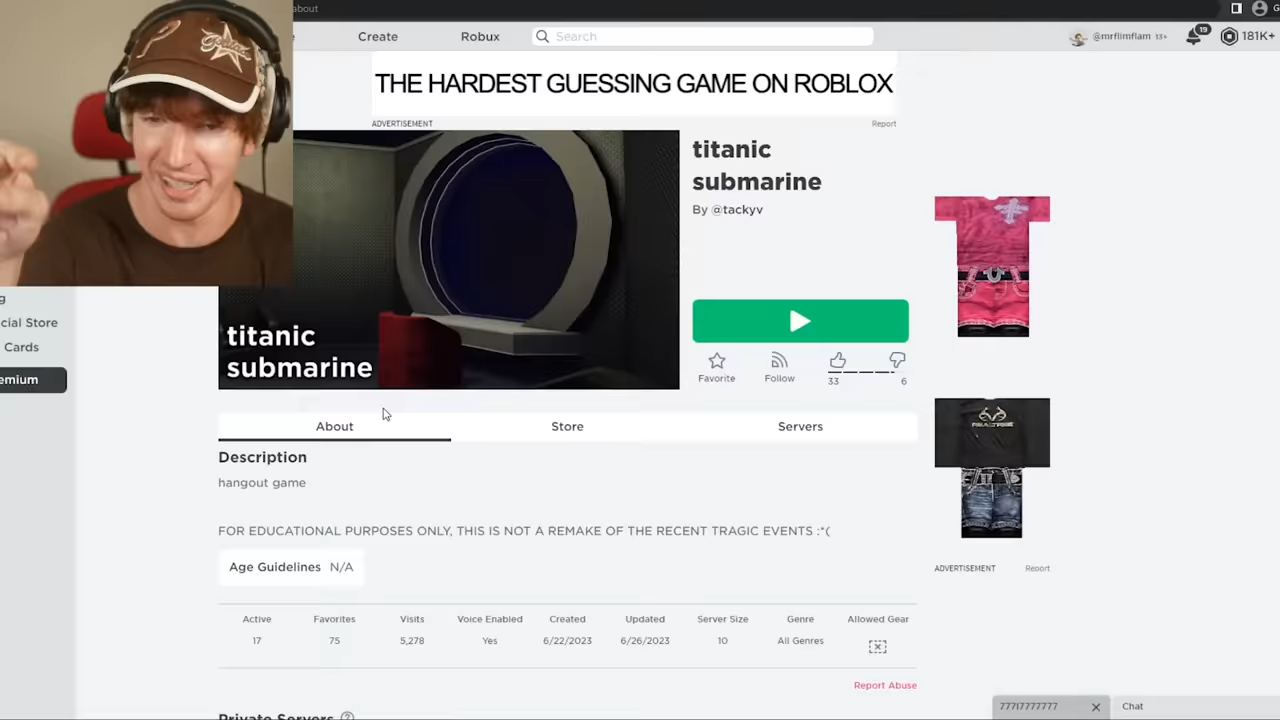 about
Create
Robux
Search
@mrflimflam 13+
19
181K+
THE HARDEST GUESSING GAME ON ROBLOX
ADVERTISEMENT
Report
titanic
submarine
By @tackyv
titanic
submarine
Favorite
Follow
33
6
g
cial Store
Cards
emium
About
Store
Servers
Description
hangout game
FOR EDUCATIONAL PURPOSES ONLY, THIS IS NOT A REMAKE OF THE RECENT TRAGIC EVENTS :*(
Age Guidelines N/A
REALTREE
ADVERTISEMENT
Report
Active Favorites Visits Voice Enabled Created Updated Server Size Genre Allowed Gear
17 75 5,278 Yes 6/22/2023 6/26/2023 10 All Genres
Report Abuse
Private Servers
Chat